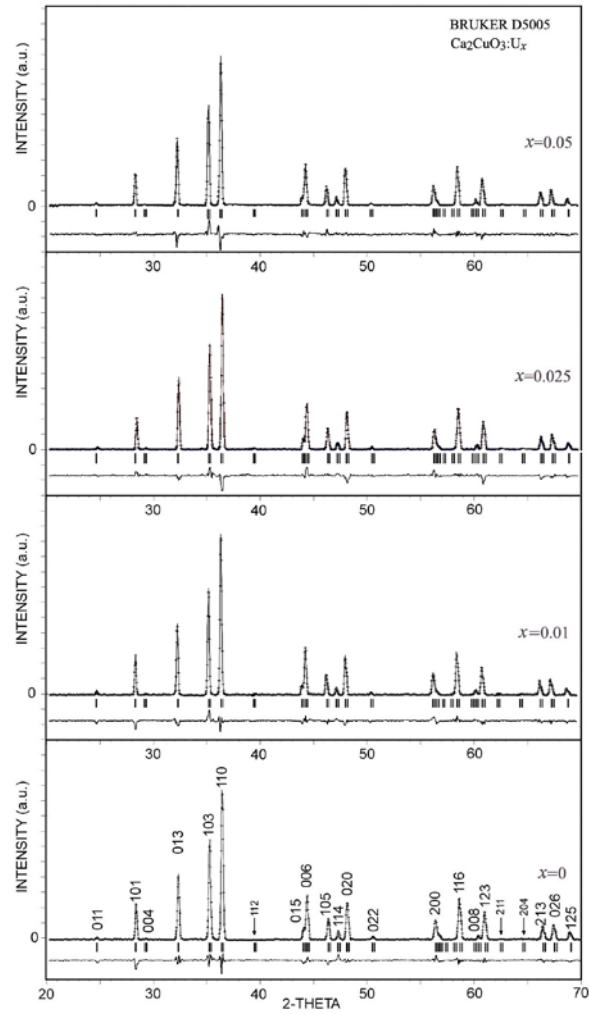 BRUKER D5005
Ca₂CuO₃:Uₓ
INTENSITY (a.u.)
x=0.05
0
30 40 50 60
INTENSITY (a.u.)
x=0.025
0
30 40 50 60
INTENSITY (a.u.)
x=0.01
0
30 40 50 60
INTENSITY (a.u.)
x=0
0
011 101 004 013 103 110 112 015 006 105 114 020 022 200 116 008 123 211 204 213 026 125
20 30 40 50 60 70
2-THETA